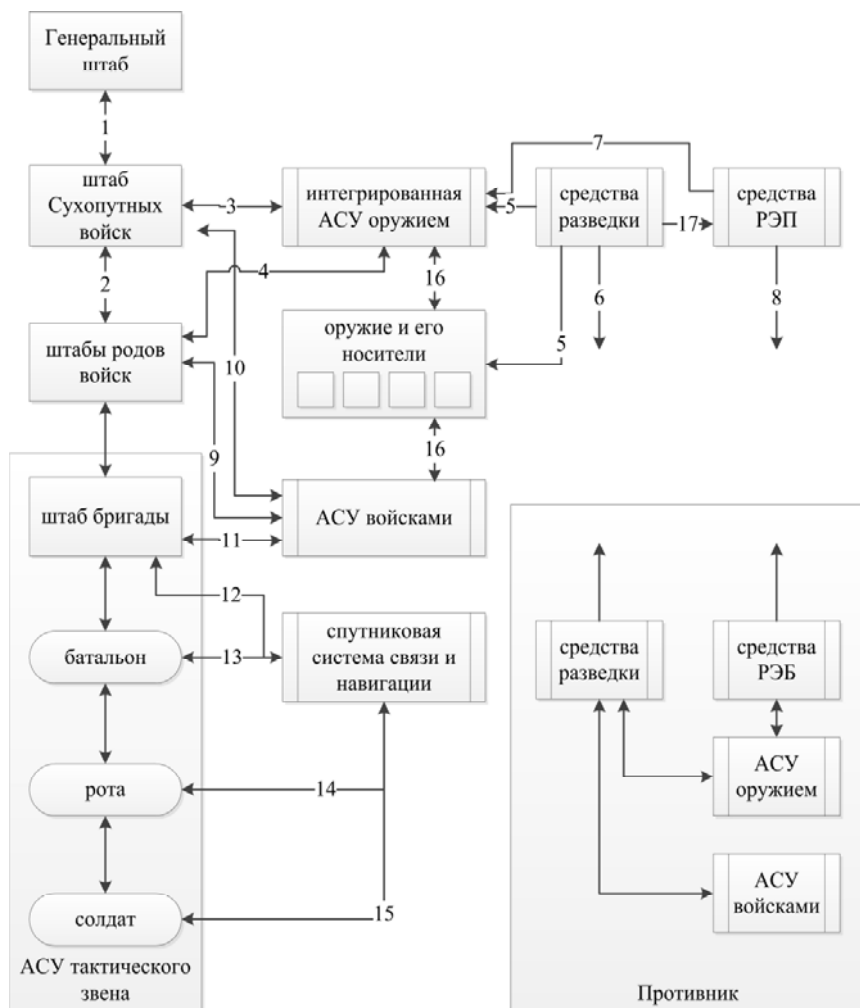 Генеральный
штаб
1
штаб
Сухопутных
войск
3
интегрированная
АСУ оружием
7
5
средства
разведки
17
средства
РЭП
2
4
16
6
8
штабы родов
войск
10
оружие и его
носители
5
9
16
штаб бригады
11
АСУ войсками
12
батальон
13
спутниковая
система связи и
навигации
средства
разведки
средства
РЭБ
рота
14
АСУ
оружием
солдат
15
АСУ
войсками
АСУ тактического
звена
Противник